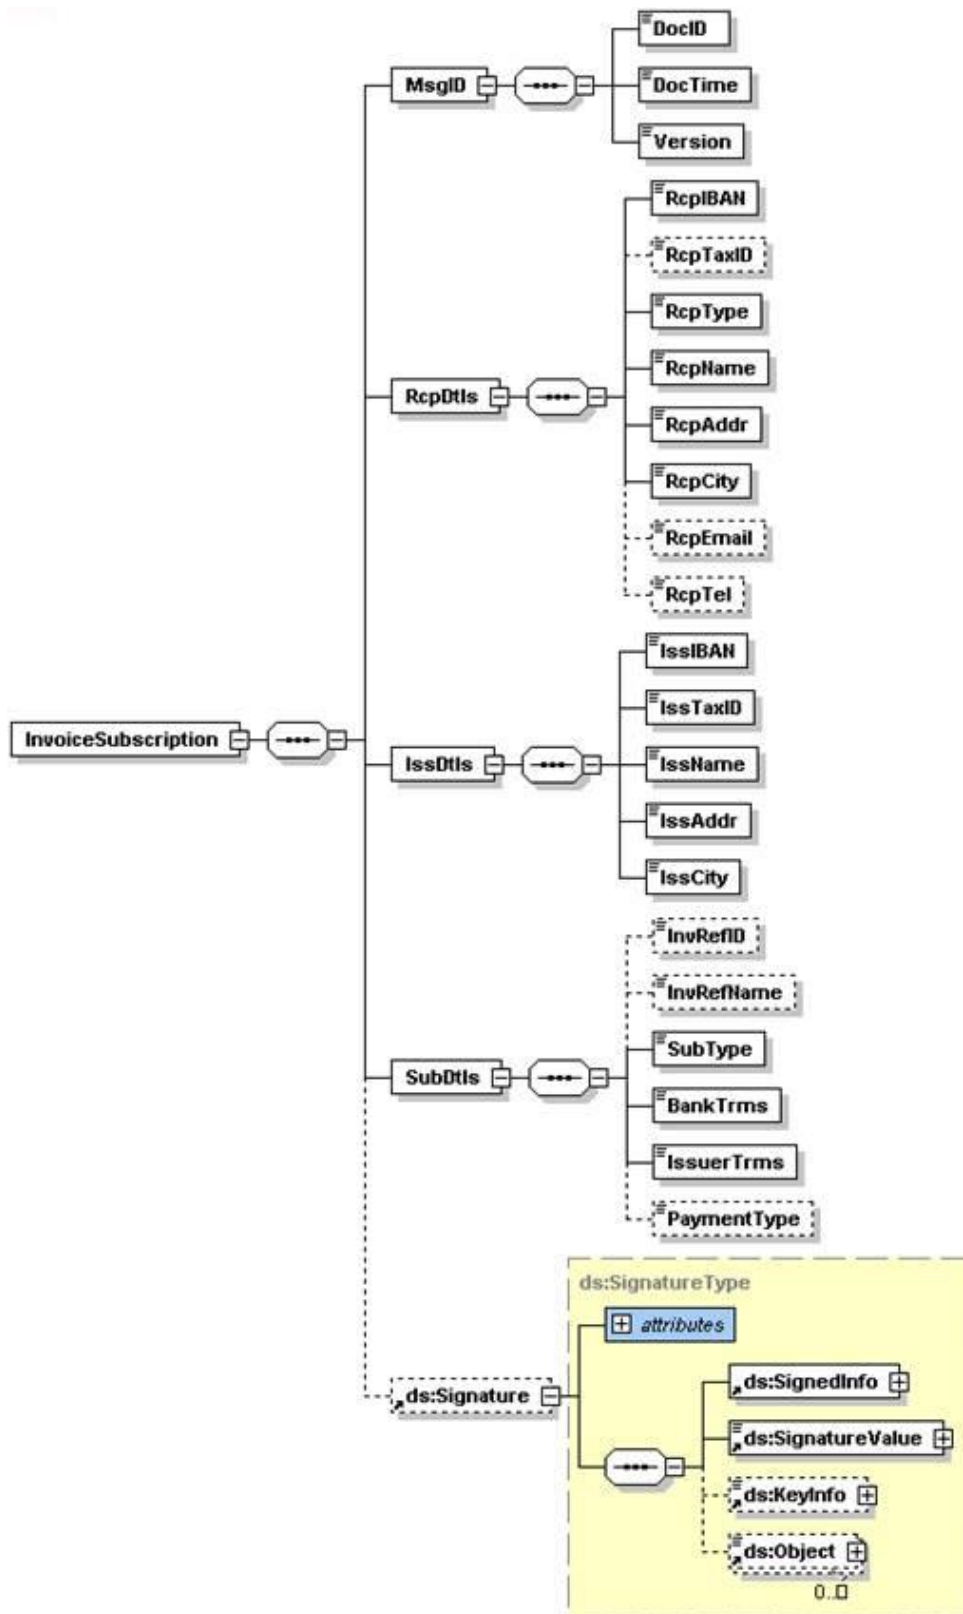 DocID
MsgID
DocTime
Version
RcpIBAN
RcpTaxID
RcpType
RcpName
RcpDtls
RcpAddr
RcpCity
RcpEmail
RcpTel
IssIBAN
IssTaxID
InvoiceSubscription
IssDtls
IssName
IssAddr
IssCity
InvRefID
InvRefName
SubType
SubDtls
BankTrms
IssuerTrms
PaymentType
ds:SignatureType
attributes
ds:Signature
ds:SignedInfo
ds:SignatureValue
ds:KeyInfo
ds:Object
0..